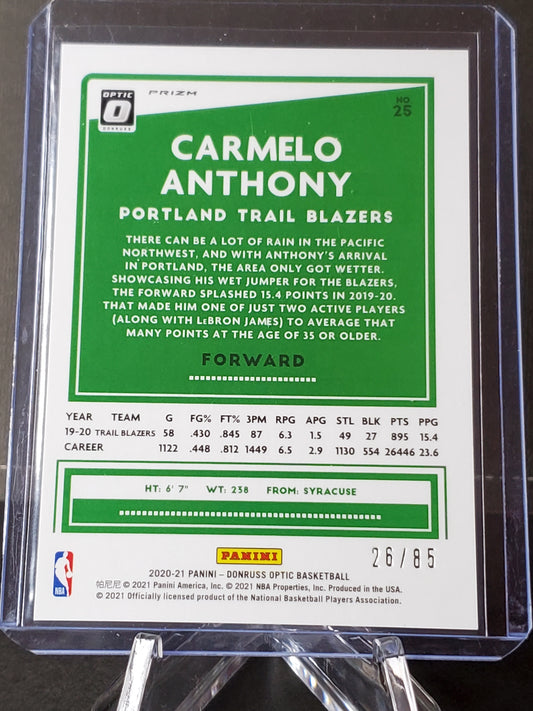 OPTIC
DONRUSS
PRIZM
NO
25
CARMELO
ANTHONY
PORTLAND TRAIL BLAZERS
THERE CAN BE A LOT OF RAIN IN THE PACIFIC
NORTHWEST, AND WITH ANTHONY'S ARRIVAL
IN PORTLAND, THE AREA ONLY GOT WETTER.
SHOWCASING HIS WET JUMPER FOR THE BLAZERS,
THE FORWARD SPLASHED 15.4 POINTS IN 2019-20.
THAT MADE HIM ONE OF JUST TWO ACTIVE PLAYERS
(ALONG WITH LeBRON JAMES) TO AVERAGE THAT
MANY POINTS AT THE AGE OF 35 OR OLDER.
FORWARD
YEAR TEAM G FG% FT% 3PM RPG APG STL BLK PTS PPG
19-20 TRAIL BLAZERS 58 .430 .845 87 6.3 1.5 49 27 895 15.4
CAREER 1122 .448 .812 1449 6.5 2.9 1130 554 26446 23.6
HT: 6' 7" WT: 238 FROM: SYRACUSE
PANINI
26/85
NBA
2020-21 PANINI – DONRUSS OPTIC BASKETBALL
帕尼尼 © 2021 Panini America, Inc. © 2021 NBA Properties, Inc. Produced in the USA.
© 2021 Officially licensed product of the National Basketball Players Association.